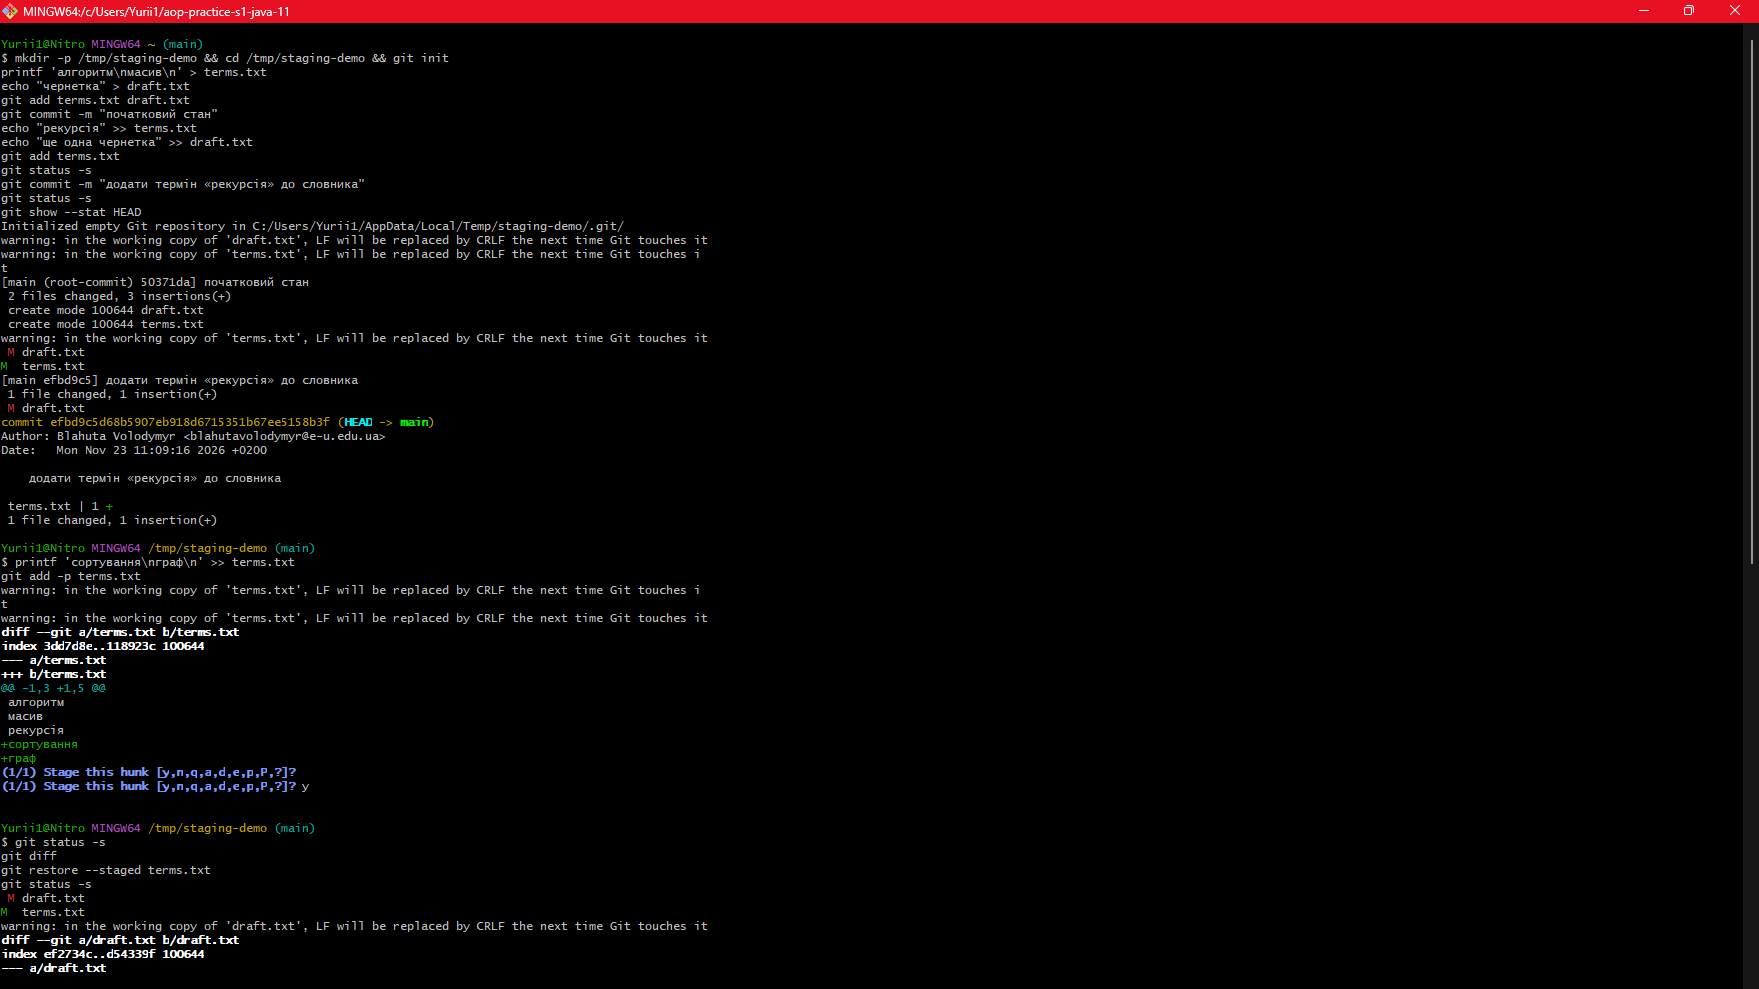 MINGW64:/c/Users/Yurii1/aop-practice-s1-java-11
Yurii1@Nitro MINGW64 ~ (main)
$ mkdir -p /tmp/staging-demo && cd /tmp/staging-demo && git init
printf 'алгоритм\nмасив\n' > terms.txt
echo "чернетка" > draft.txt
git add terms.txt draft.txt
git commit -m "початковий стан"
echo "рекурсія" >> terms.txt
echo "ще одна чернетка" >> draft.txt
git add terms.txt
git status -s
git commit -m "додати термін «рекурсія» до словника"
git status -s
git show --stat HEAD
Initialized empty Git repository in C:/Users/Yurii1/AppData/Local/Temp/staging-demo/.git/
warning: in the working copy of 'draft.txt', LF will be replaced by CRLF the next time Git touches it
warning: in the working copy of 'terms.txt', LF will be replaced by CRLF the next time Git touches i
t
[main (root-commit) 50371da] початковий стан
 2 files changed, 3 insertions(+)
 create mode 100644 draft.txt
 create mode 100644 terms.txt
warning: in the working copy of 'terms.txt', LF will be replaced by CRLF the next time Git touches it
 M draft.txt
M  terms.txt
[main efbd9c5] додати термін «рекурсія» до словника
 1 file changed, 1 insertion(+)
 M draft.txt
commit efbd9c5d68b5907eb918d6715351b67ee5158b3f (HEAD -> main)
Author: Blahuta Volodymyr <blahutavolodymyr@e-u.edu.ua>
Date:   Mon Nov 23 11:09:16 2026 +0200
    додати термін «рекурсія» до словника
 terms.txt | 1 +
 1 file changed, 1 insertion(+)
Yurii1@Nitro MINGW64 /tmp/staging-demo (main)
$ printf 'сортування\nграф\n' >> terms.txt
git add -p terms.txt
warning: in the working copy of 'terms.txt', LF will be replaced by CRLF the next time Git touches i
t
warning: in the working copy of 'terms.txt', LF will be replaced by CRLF the next time Git touches it
diff --git a/terms.txt b/terms.txt
index 3dd7d8e..118923c 100644
--- a/terms.txt
+++ b/terms.txt
@@ -1,3 +1,5 @@
 алгоритм
 масив
 рекурсія
+сортування
+граф
(1/1) Stage this hunk [y,n,q,a,d,e,p,P,?]?
(1/1) Stage this hunk [y,n,q,a,d,e,p,P,?]? y
Yurii1@Nitro MINGW64 /tmp/staging-demo (main)
$ git status -s
git diff
git restore --staged terms.txt
git status -s
 M draft.txt
M  terms.txt
warning: in the working copy of 'draft.txt', LF will be replaced by CRLF the next time Git touches it
diff --git a/draft.txt b/draft.txt
index ef2734c..d54339f 100644
--- a/draft.txt